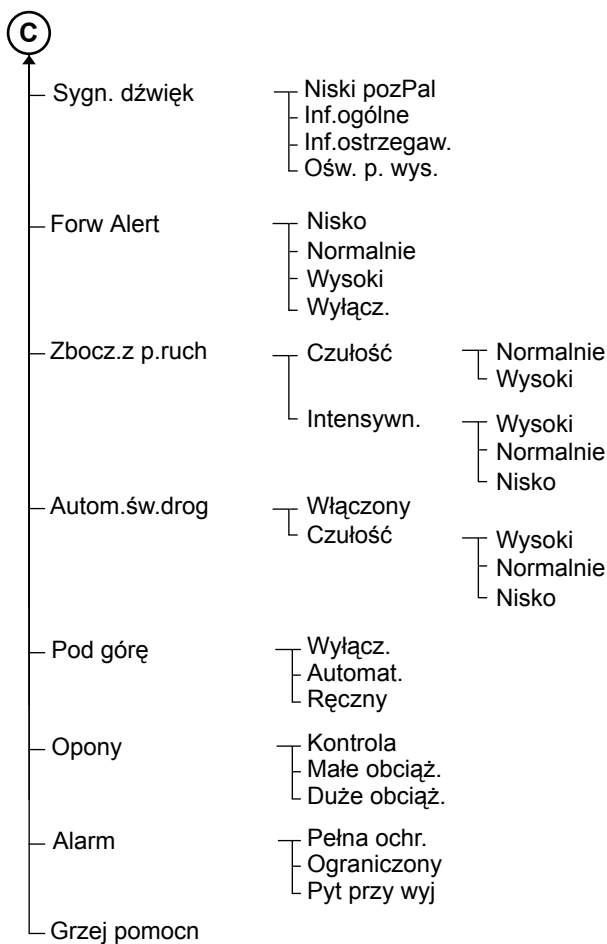 C
Sygn. dźwięk
Niski pozPal
Inf.ogólne
Inf.ostrzegaw.
Ośw. p. wys.
Forw Alert
Nisko
Normalnie
Wysoki
Wyłącz.
Zbocz.z p.ruch
Czułość
Normalnie
Wysoki
Intensywn.
Wysoki
Normalnie
Nisko
Autom.św.drog
Włączony
Czułość
Wysoki
Normalnie
Nisko
Pod górę
Wyłącz.
Automat.
Ręczny
Opony
Kontrola
Małe obciąż.
Duże obciąż.
Alarm
Pełna ochr.
Ograniczony
Pyt przy wyj
Grzej pomocn